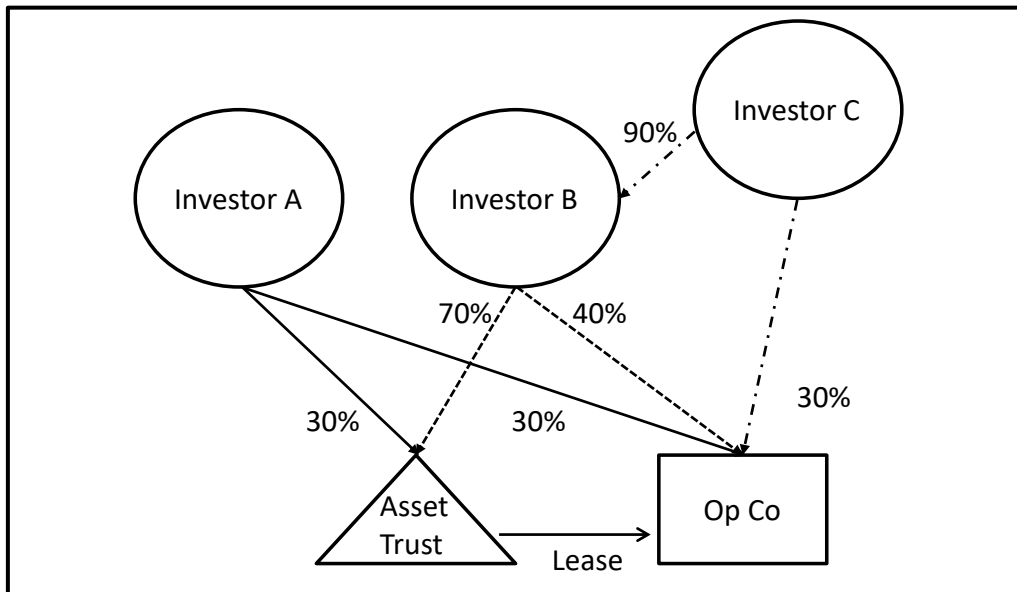 Investor C
90%
Investor A
Investor B
70%
40%
30%
30%
30%
Asset
Trust
Op Co
Lease